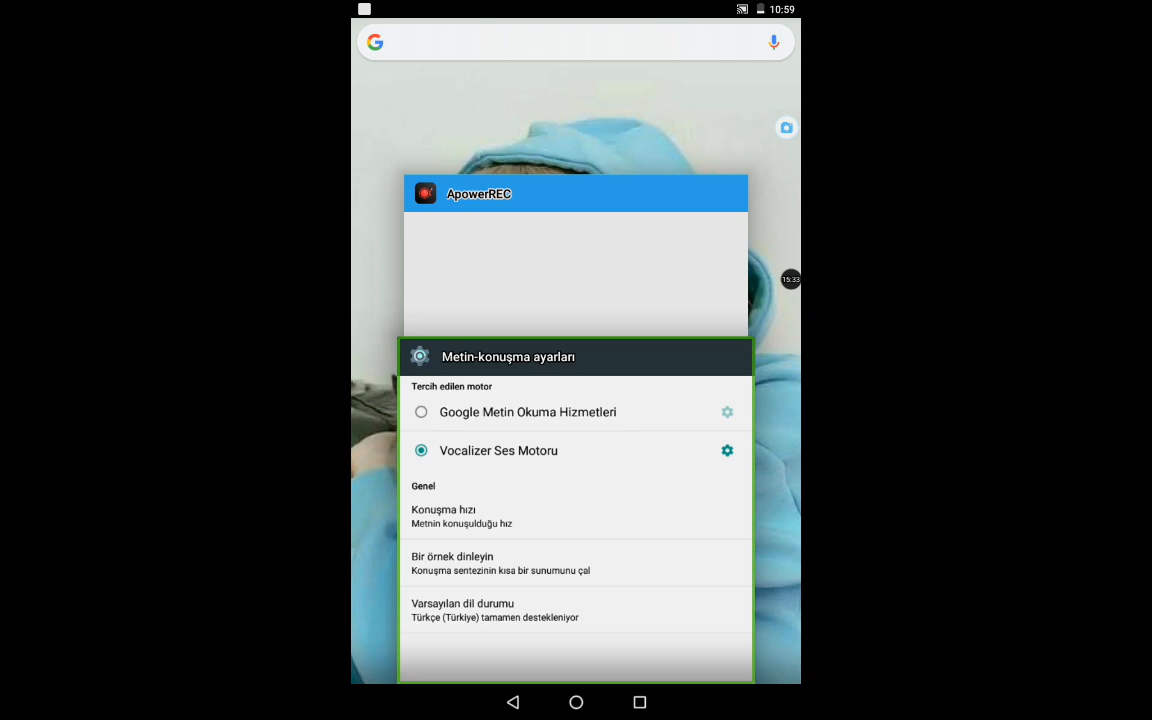 10:59
ApowerREC
15:33
Metin-konuşma ayarları
Tercih edilen motor
Google Metin Okuma Hizmetleri
Vocalizer Ses Motoru
Genel
Konuşma hızı
Metnin konuşulduğu hız
Bir örnek dinleyin
Konuşma sentezinin kısa bir sunumunu çal
Varsayılan dil durumu
Türkçe (Türkiye) tamamen destekleniyor